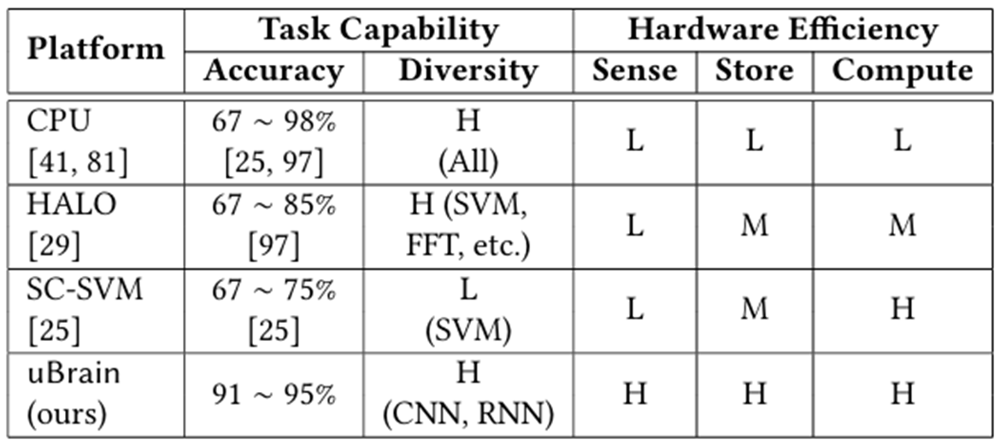 Platform Task Capability Hardware Efficiency
Accuracy Diversity Sense Store Compute
CPU [41, 81] 67 ~ 98% [25, 97] H (All) L L L
HALO [29] 67 ~ 85% [97] H (SVM, FFT, etc.) L M M
SC-SVM [25] 67 ~ 75% [25] L (SVM) L M H
uBrain (ours) 91 ~ 95% H (CNN, RNN) H H H